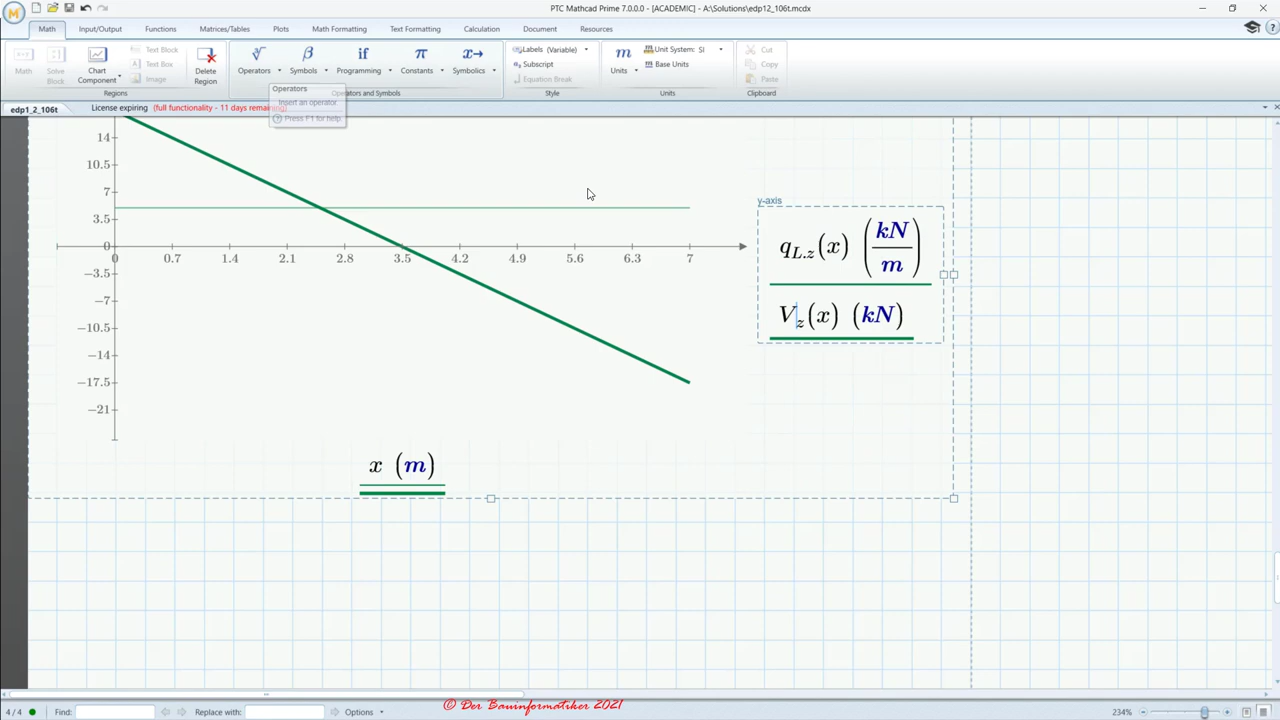 PTC Mathcad Prime 7.0.0.0 - [ACADEMIC] - A:\Solutions\edp12_106t.mcdx
Math Input/Output Functions Matrices/Tables Plots Math Formatting Text Formatting Calculation Document Resources
Math
Solve Block
Chart Component
Text Block
Text Box
Image
Delete Region
Operators
Symbols
Programming
Constants
Symbolics
Labels (Variable)
Subscript
Equation Break
Units
Unit System: SI
Base Units
Cut
Copy
Paste
Regions
Operators and Symbols
Style
Units
Clipboard
Operators
Insert an operator
Press F1 for help
edp1_2_106t
License expiring (full functionality - 11 days remaining)
14
10.5
7
3.5
0
−3.5
−7
−10.5
−14
−17.5
−21
0 0.7 1.4 2.1 2.8 3.5 4.2 4.9 5.6 6.3 7
y-axis
q_{L.z}(x) (kN/m)
V_z(x) (kN)
x (m)
© Der Bauinformatiker 2021
4/4 Find: Replace with: Options 234%